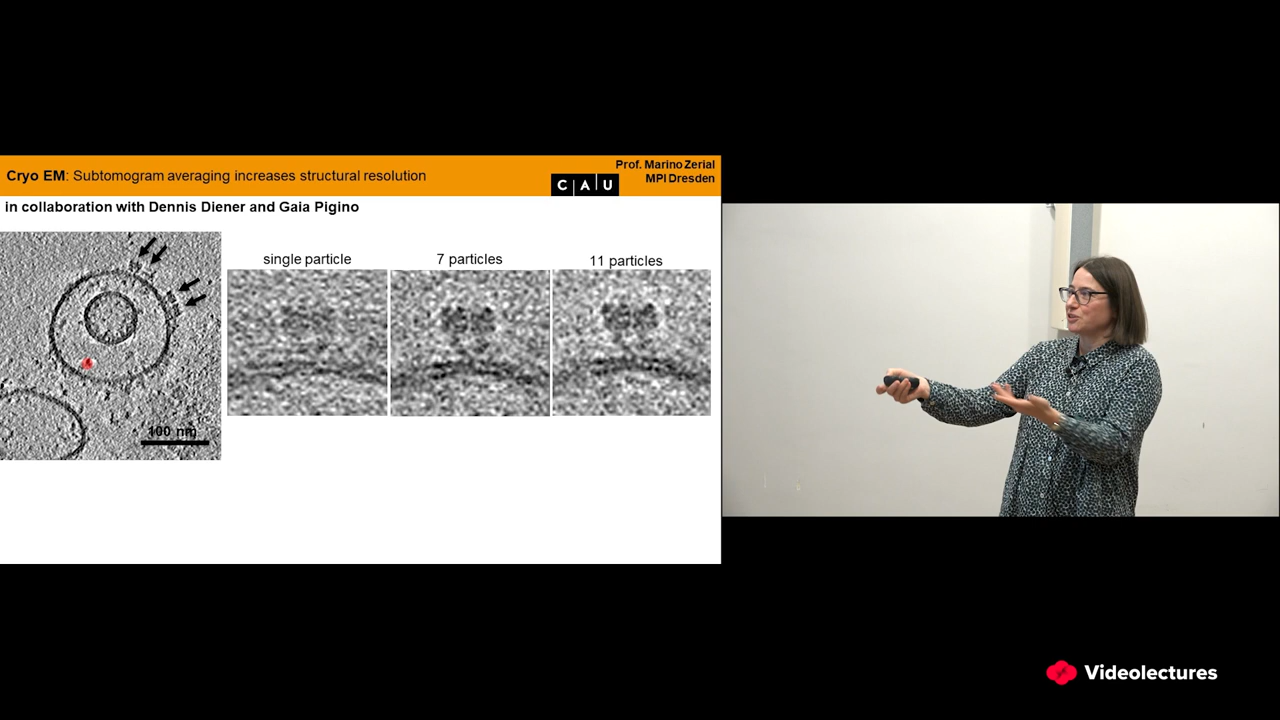 Cryo EM: Subtomogram averaging increases structural resolution
Prof. Marino Zerial
MPI Dresden
C A U
in collaboration with Dennis Diener and Gaia Pigino
single particle
7 particles
11 particles
100 nm
Videolectures